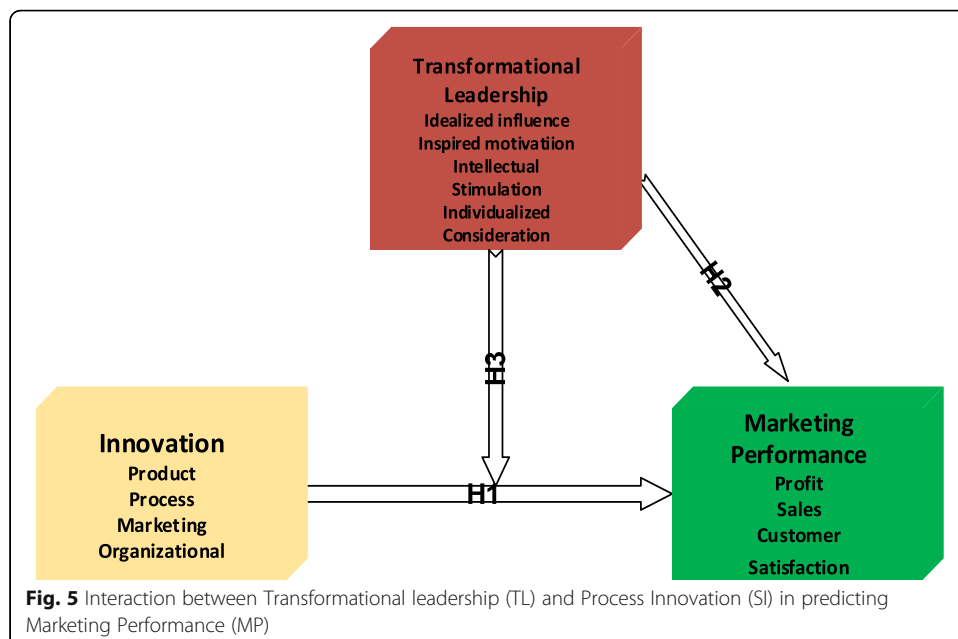 Transformational
Leadership
Idealized influence
Inspired motivatiion
Intellectual
Stimulation
Individualized
Consideration
H2
H3
Innovation
Product
Process
Marketing
Organizational
H1
Marketing
Performance
Profit
Sales
Customer
Satisfaction
Fig. 5 Interaction between Transformational leadership (TL) and Process Innovation (SI) in predicting
Marketing Performance (MP)